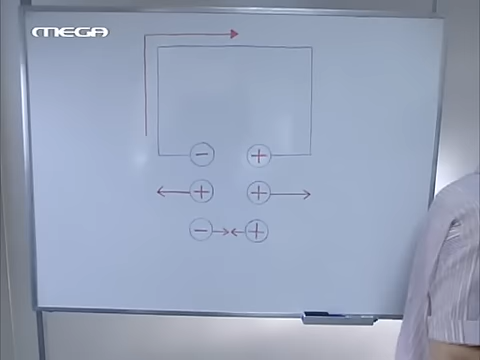 MEGA
− +
+ +
− +